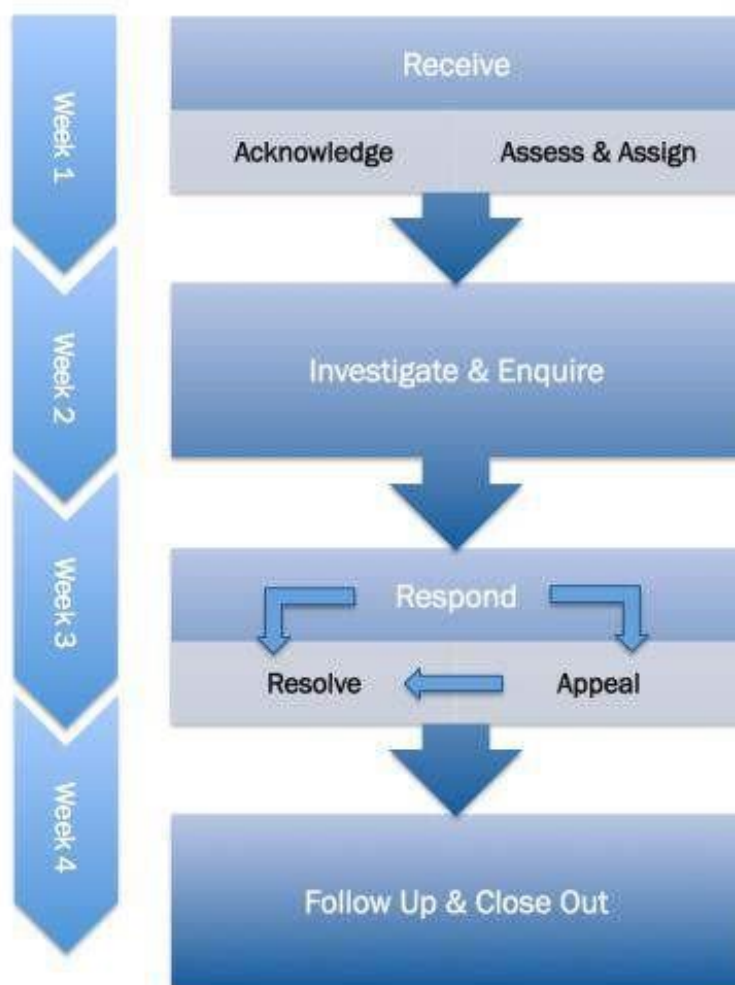 Week 1
Receive
Acknowledge
Assess & Assign
Week 2
Investigate & Enquire
Week 3
Respond
Resolve
Appeal
Week 4
Follow Up & Close Out